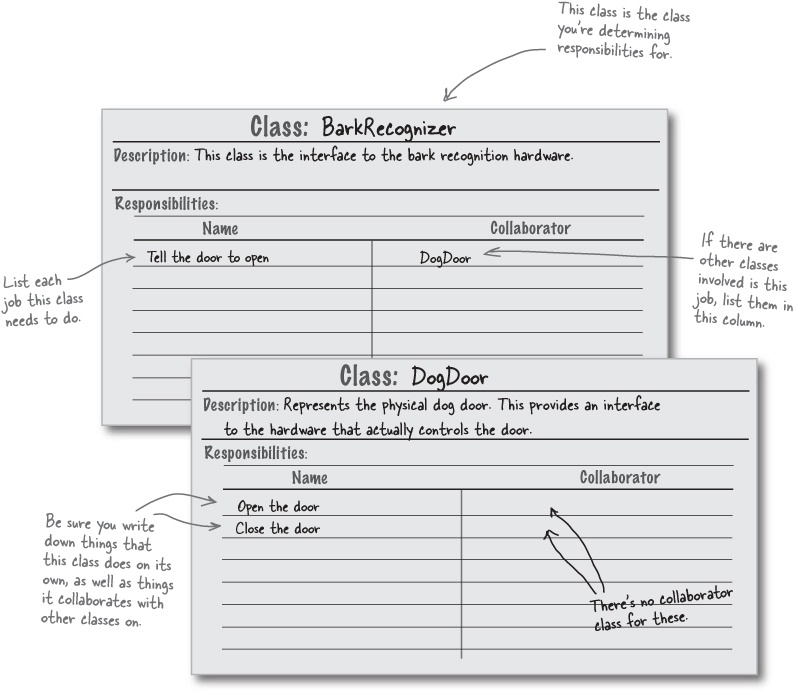 This class is the class
you're determining
responsibilities for.
Class: BarkRecognizer
Description: This class is the interface to the bark recognition hardware.
Responsibilities:
Name Collaborator
Tell the door to open DogDoor
List each
job this class
needs to do.
If there are
other classes
involved is this
job, list them in
this column.
Class: DogDoor
Description: Represents the physical dog door. This provides an interface
to the hardware that actually controls the door.
Responsibilities:
Name Collaborator
Open the door
Close the door
Be sure you write
down things that
this class does on its
own, as well as things
it collaborates with
other classes on.
There's no collaborator
class for these.